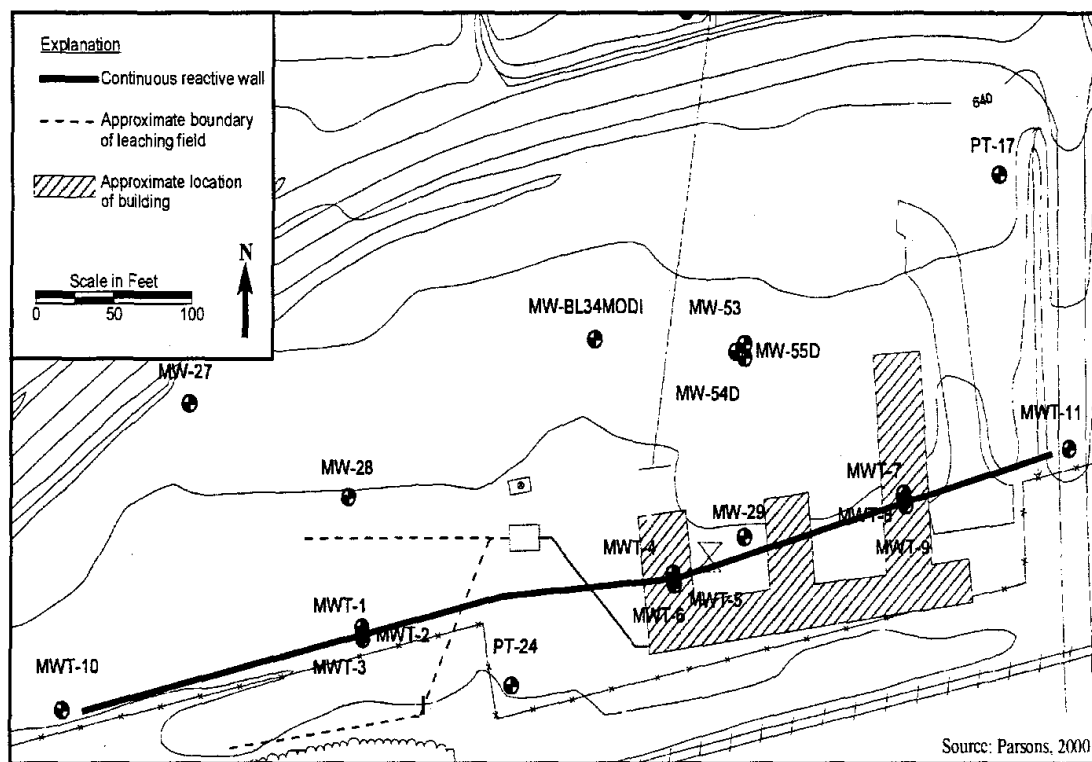 Explanation
Continuous reactive wall
Approximate boundary
of leaching field
Approximate location
of building
N
Scale in Feet
0 50 100
640
PT-17
MW-BL34MODI
MW-53
MW-55D
MW-54D
MW-27
MWT-11
MW-28
MWT-7
MW-29
MWT-8
MWT-4
MWT-9
MWT-5
MWT-6
MWT-1
MWT-2
MWT-3
PT-24
MWT-10
Source: Parsons, 2000